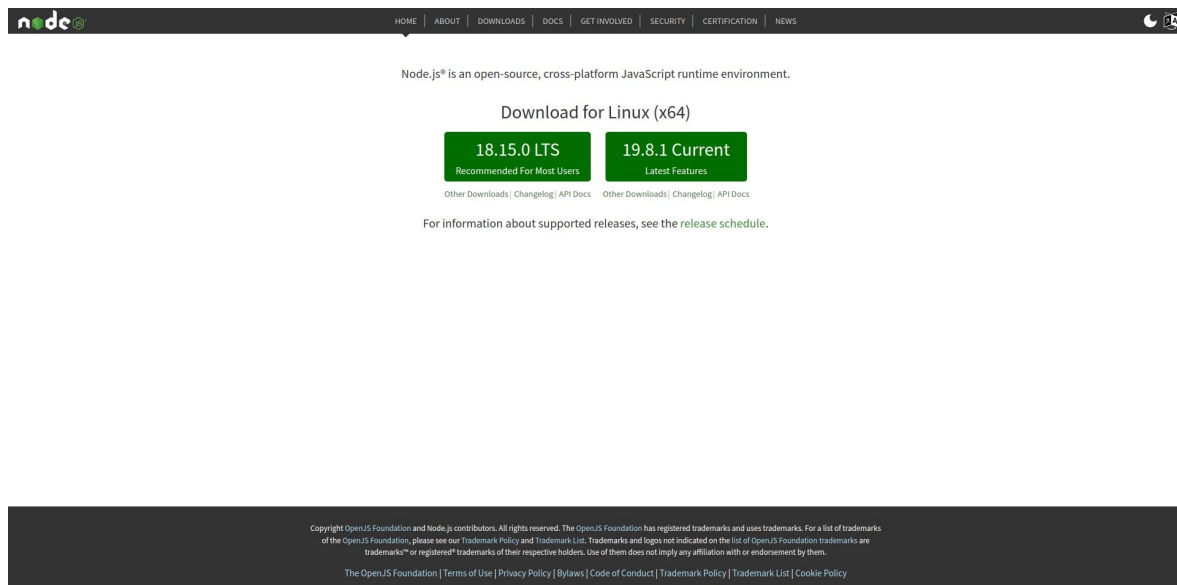 node
HOME | ABOUT | DOWNLOADS | DOCS | GET INVOLVED | SECURITY | CERTIFICATION | NEWS
Node.js® is an open-source, cross-platform JavaScript runtime environment.
Download for Linux (x64)
18.15.0 LTS
Recommended For Most Users
19.8.1 Current
Latest Features
Other Downloads | Changelog | API Docs
Other Downloads | Changelog | API Docs
For information about supported releases, see the release schedule.
Copyright OpenJS Foundation and Node.js contributors. All rights reserved. The OpenJS Foundation has registered trademarks and uses trademarks. For a list of trademarks
of the OpenJS Foundation, please see our Trademark Policy and Trademark List. Trademarks and logos not indicated on the list of OpenJS Foundation trademarks are
trademarks™ or registered® trademarks of their respective holders. Use of them does not imply any affiliation with or endorsement by them.
The OpenJS Foundation | Terms of Use | Privacy Policy | Bylaws | Code of Conduct | Trademark Policy | Trademark List | Cookie Policy